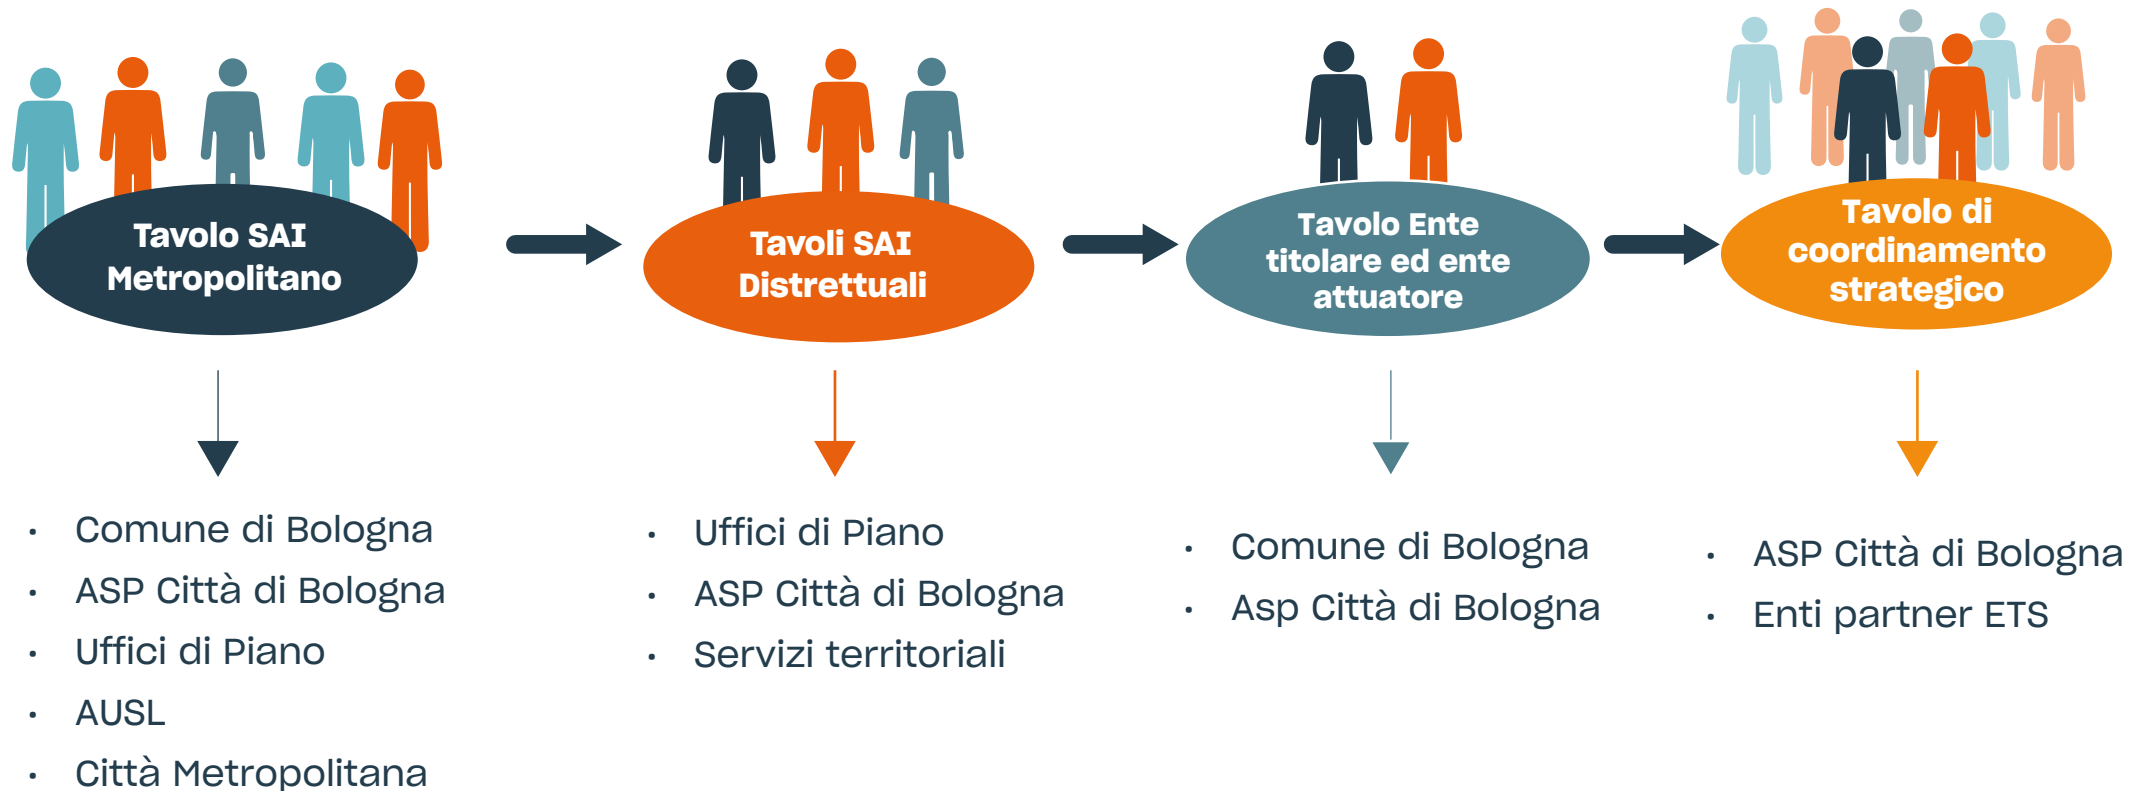 Tavolo SAI
Metropolitano
Tavoli SAI
Distrettuali
Tavolo Ente
titolare ed ente
attuatore
Tavolo di
coordinamento
strategico
· Comune di Bologna
· ASP Città di Bologna
· Uffici di Piano
· AUSL
· Città Metropolitana
· Uffici di Piano
· ASP Città di Bologna
· Servizi territoriali
· Comune di Bologna
· Asp Città di Bologna
· ASP Città di Bologna
· Enti partner ETS